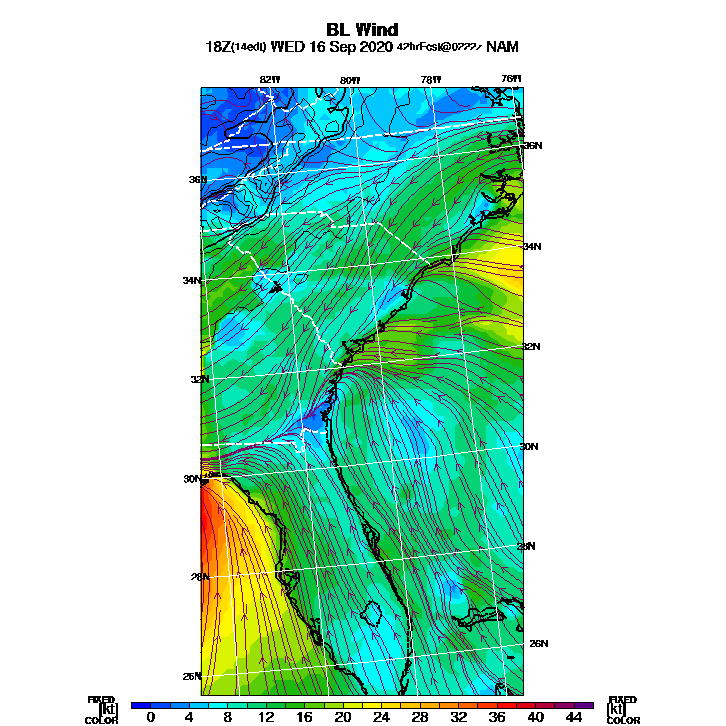 BL Wind
18Z(14edt) WED 16 Sep 2020 42hrFcst@0222z NAM
82W 80W 78W 76W
36N
36N
34N
34N
32N
32N
30N
30N
28N
28N
26N
26N
FIXED FIXED
[kt] 0 4 8 12 16 20 24 28 32 36 40 44 [kt]
COLOR COLOR